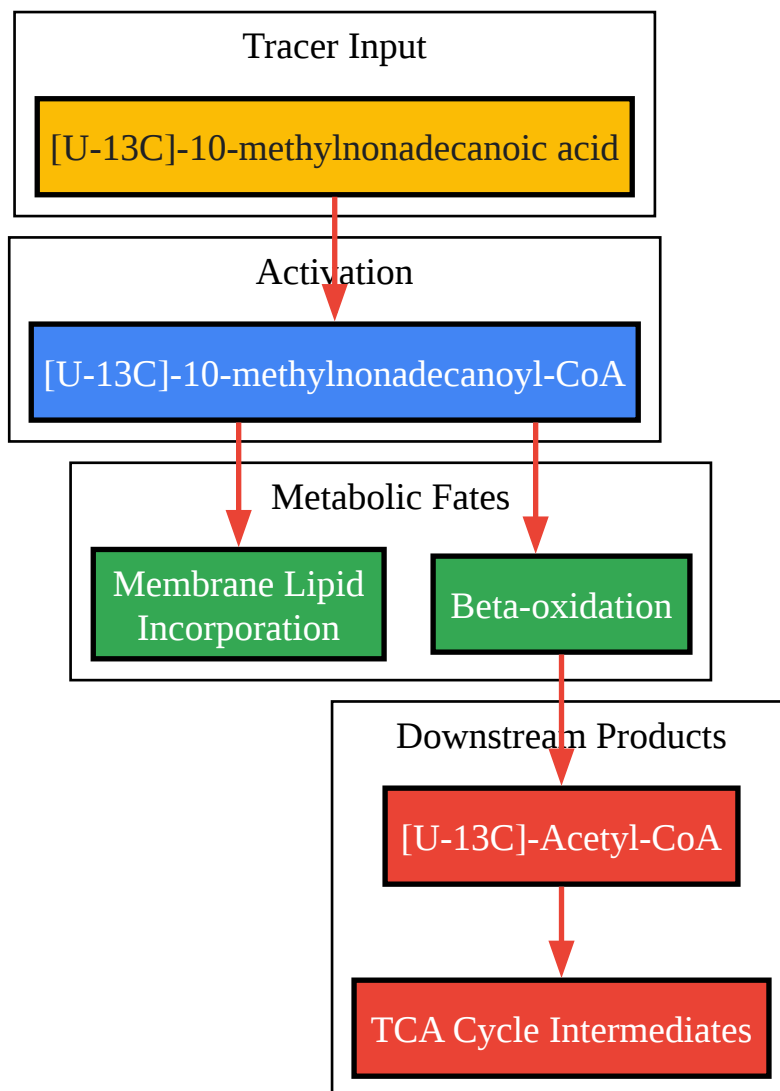 Tracer Input
[U-13C]-10-methylnonadecanoic acid
Activation
[U-13C]-10-methylnonadecanoyl-CoA
Metabolic Fates
Membrane Lipid
Incorporation
Beta-oxidation
Downstream Products
[U-13C]-Acetyl-CoA
TCA Cycle Intermediates